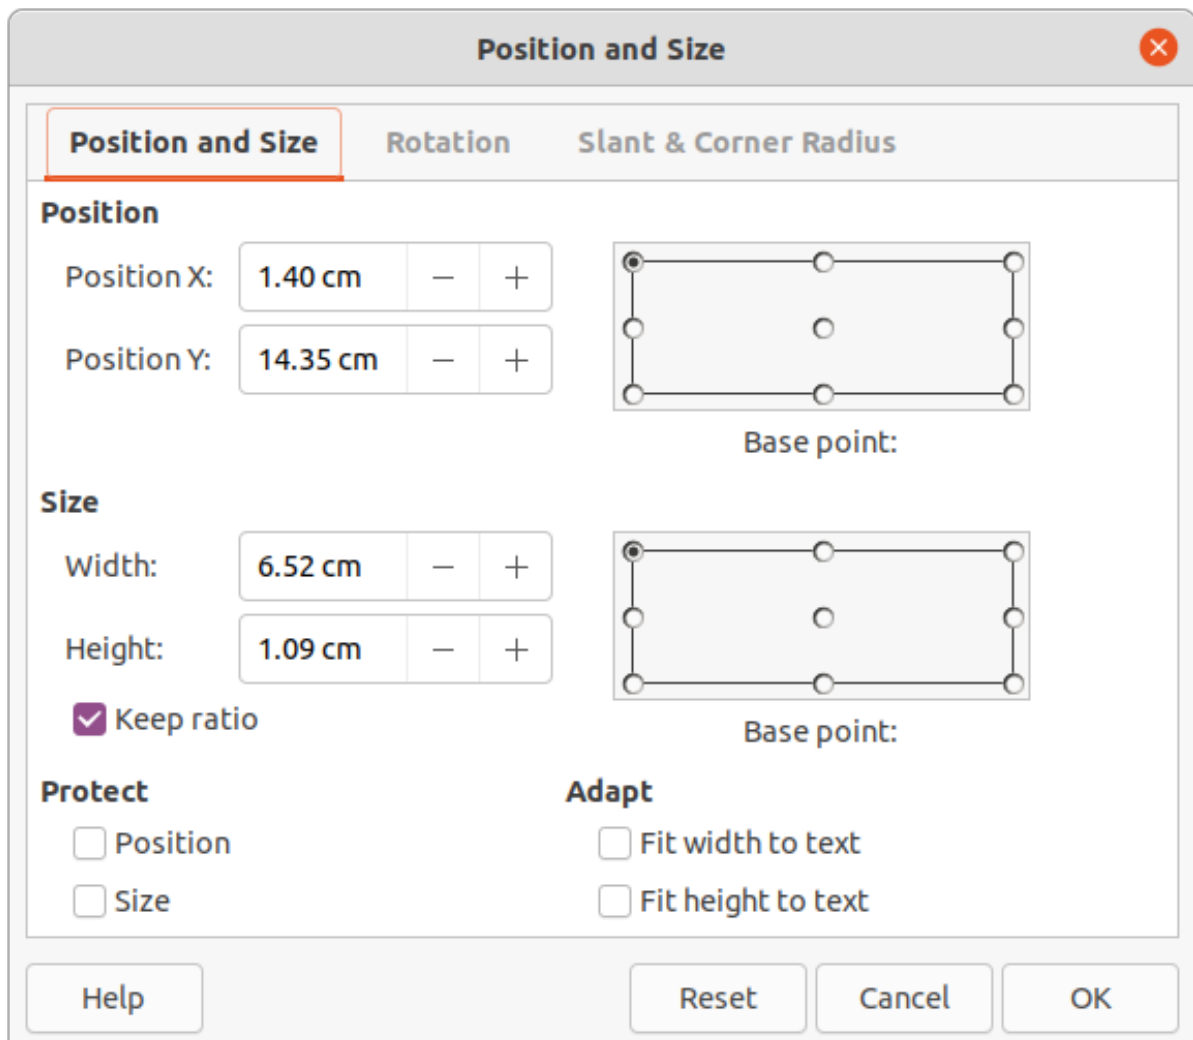 Position and Size
Position and Size Rotation Slant & Corner Radius
Position
Position X: 1.40 cm − +
Position Y: 14.35 cm − +
Base point:
Size
Width: 6.52 cm − +
Height: 1.09 cm − +
Keep ratio
Base point:
Protect Adapt
Position Fit width to text
Size Fit height to text
Help Reset Cancel OK